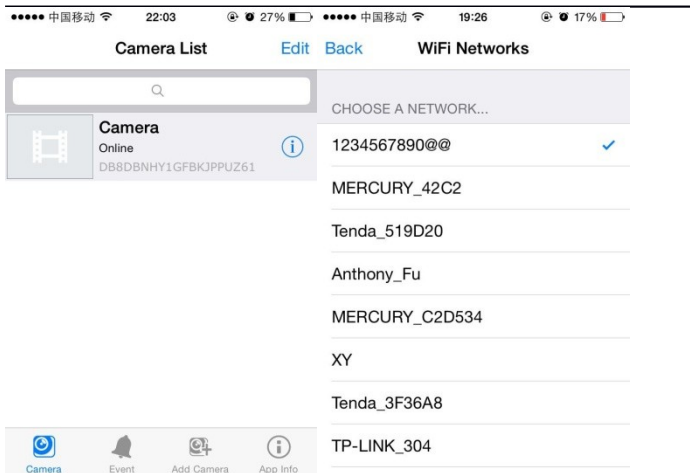 中国移动 22:03 27%
Camera List Edit
Camera
Online
DB8DBNHY1GFBKJPPUZ61
Camera Event Add Camera App Info
中国移动 19:26 17%
Back WiFi Networks
CHOOSE A NETWORK...
1234567890@@
MERCURY_42C2
Tenda_519D20
Anthony_Fu
MERCURY_C2D534
XY
Tenda_3F36A8
TP-LINK_304